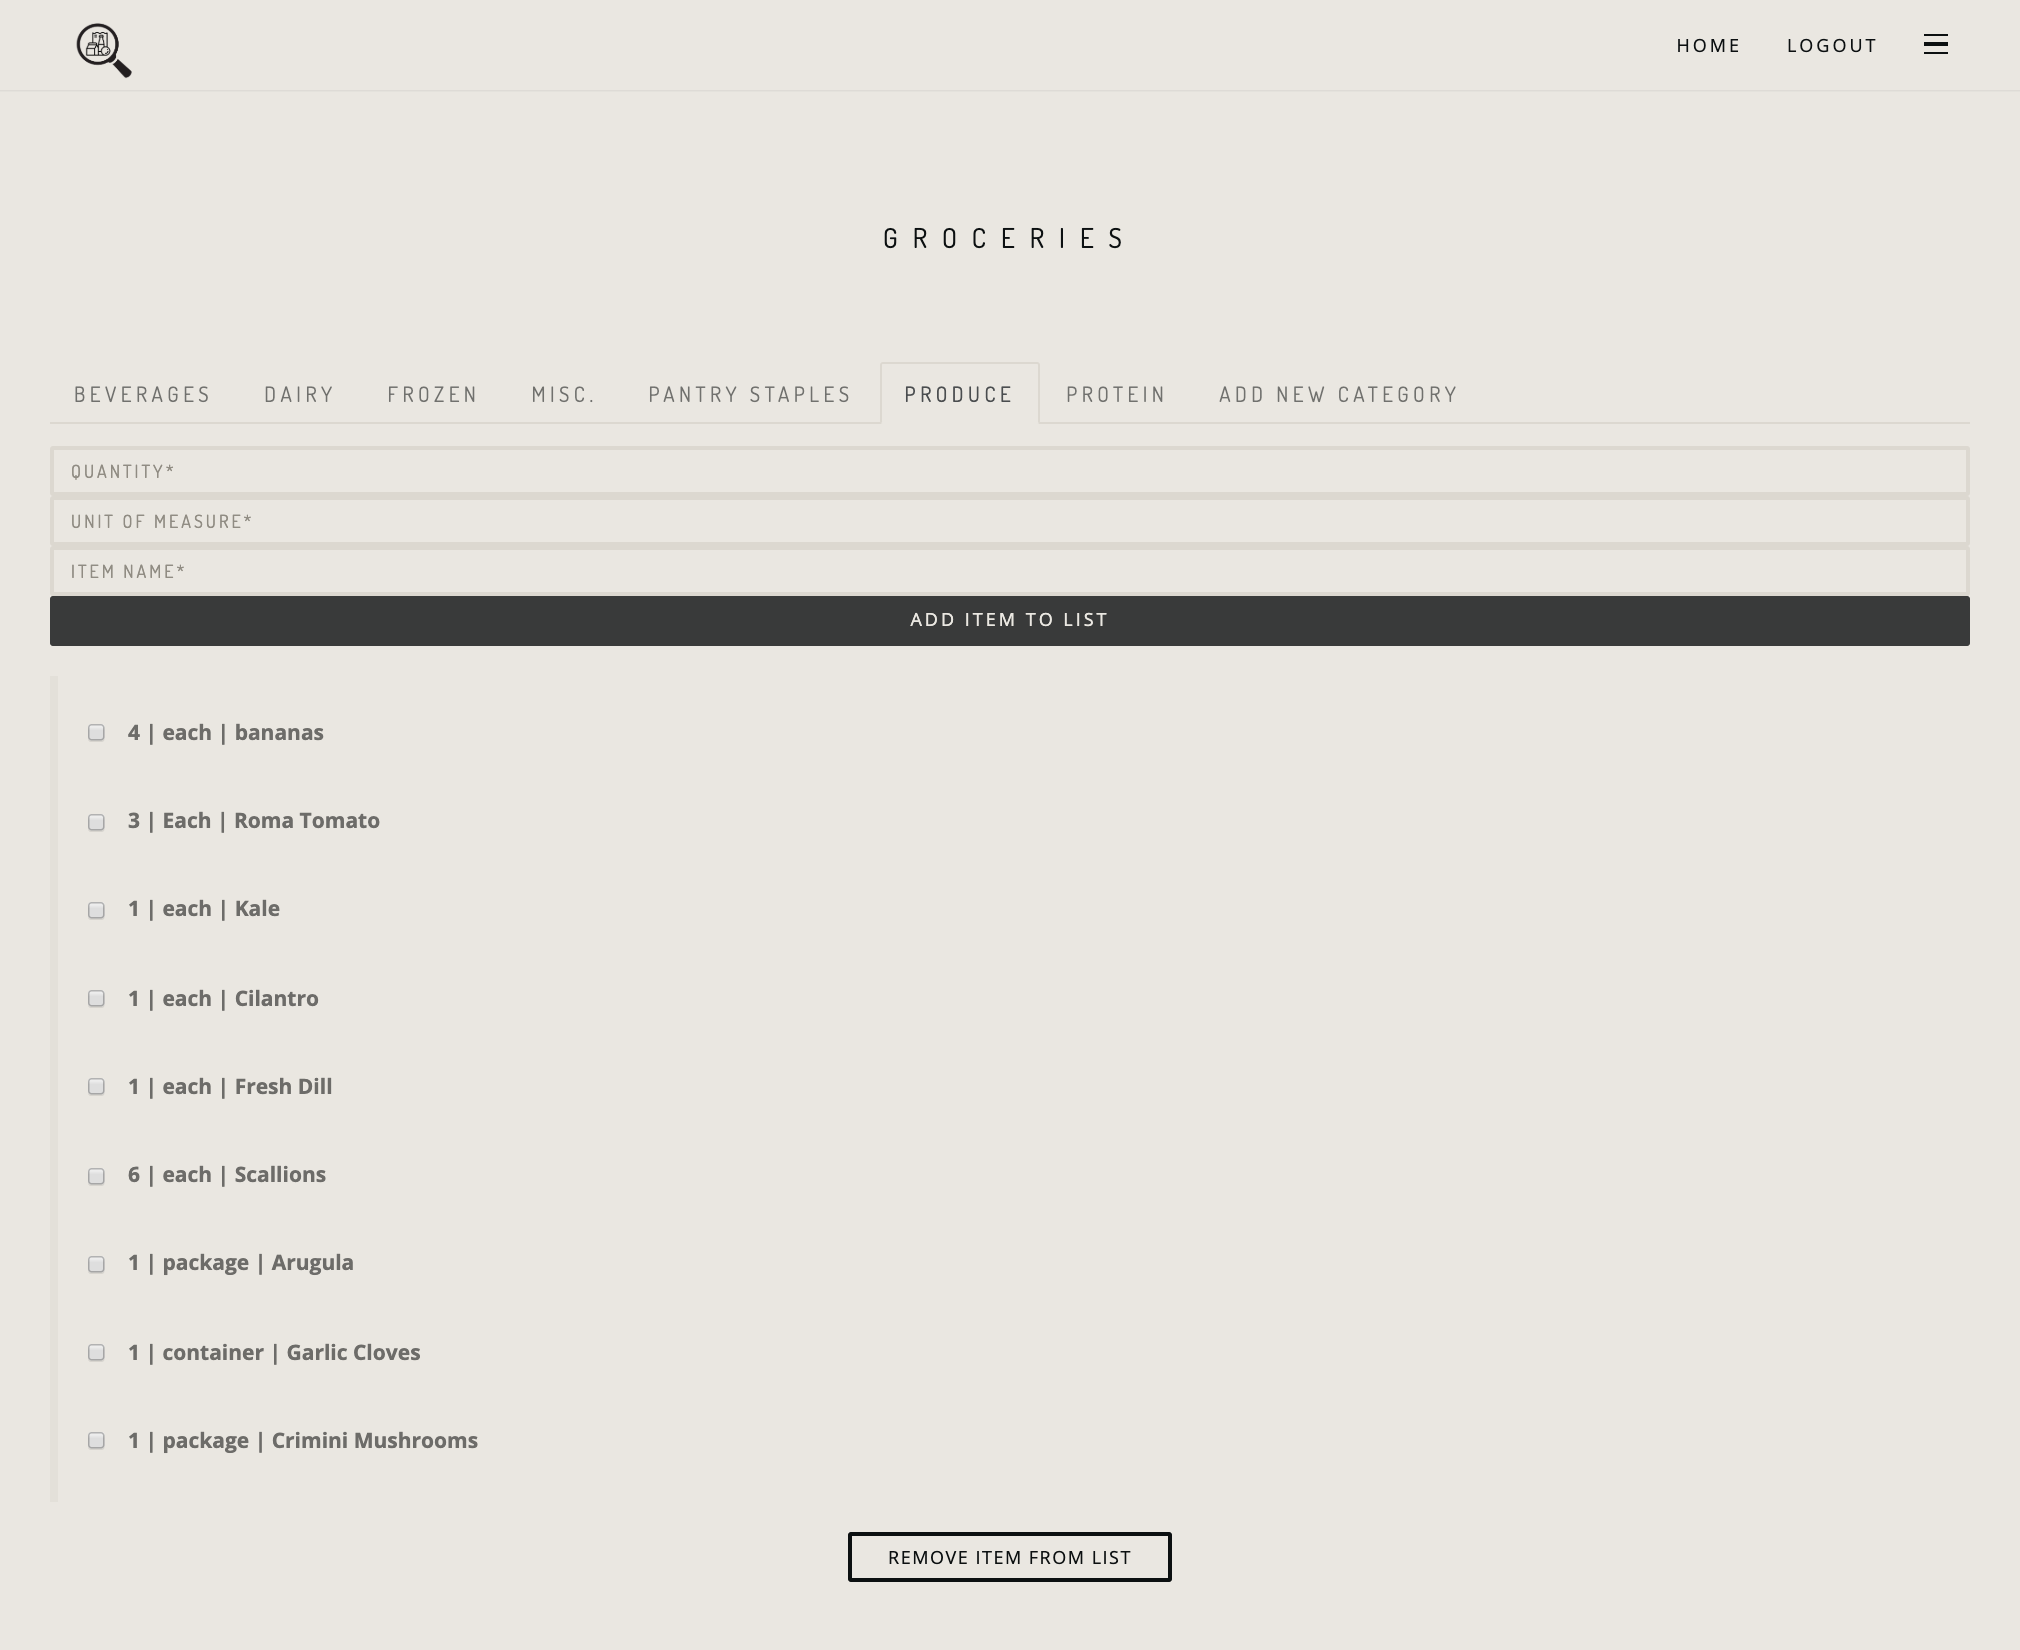 HOME LOGOUT
GROCERIES
BEVERAGES DAIRY FROZEN MISC. PANTRY STAPLES PRODUCE PROTEIN ADD NEW CATEGORY
QUANTITY*
UNIT OF MEASURE*
ITEM NAME*
ADD ITEM TO LIST
4 | each | bananas
3 | Each | Roma Tomato
1 | each | Kale
1 | each | Cilantro
1 | each | Fresh Dill
6 | each | Scallions
1 | package | Arugula
1 | container | Garlic Cloves
1 | package | Crimini Mushrooms
REMOVE ITEM FROM LIST